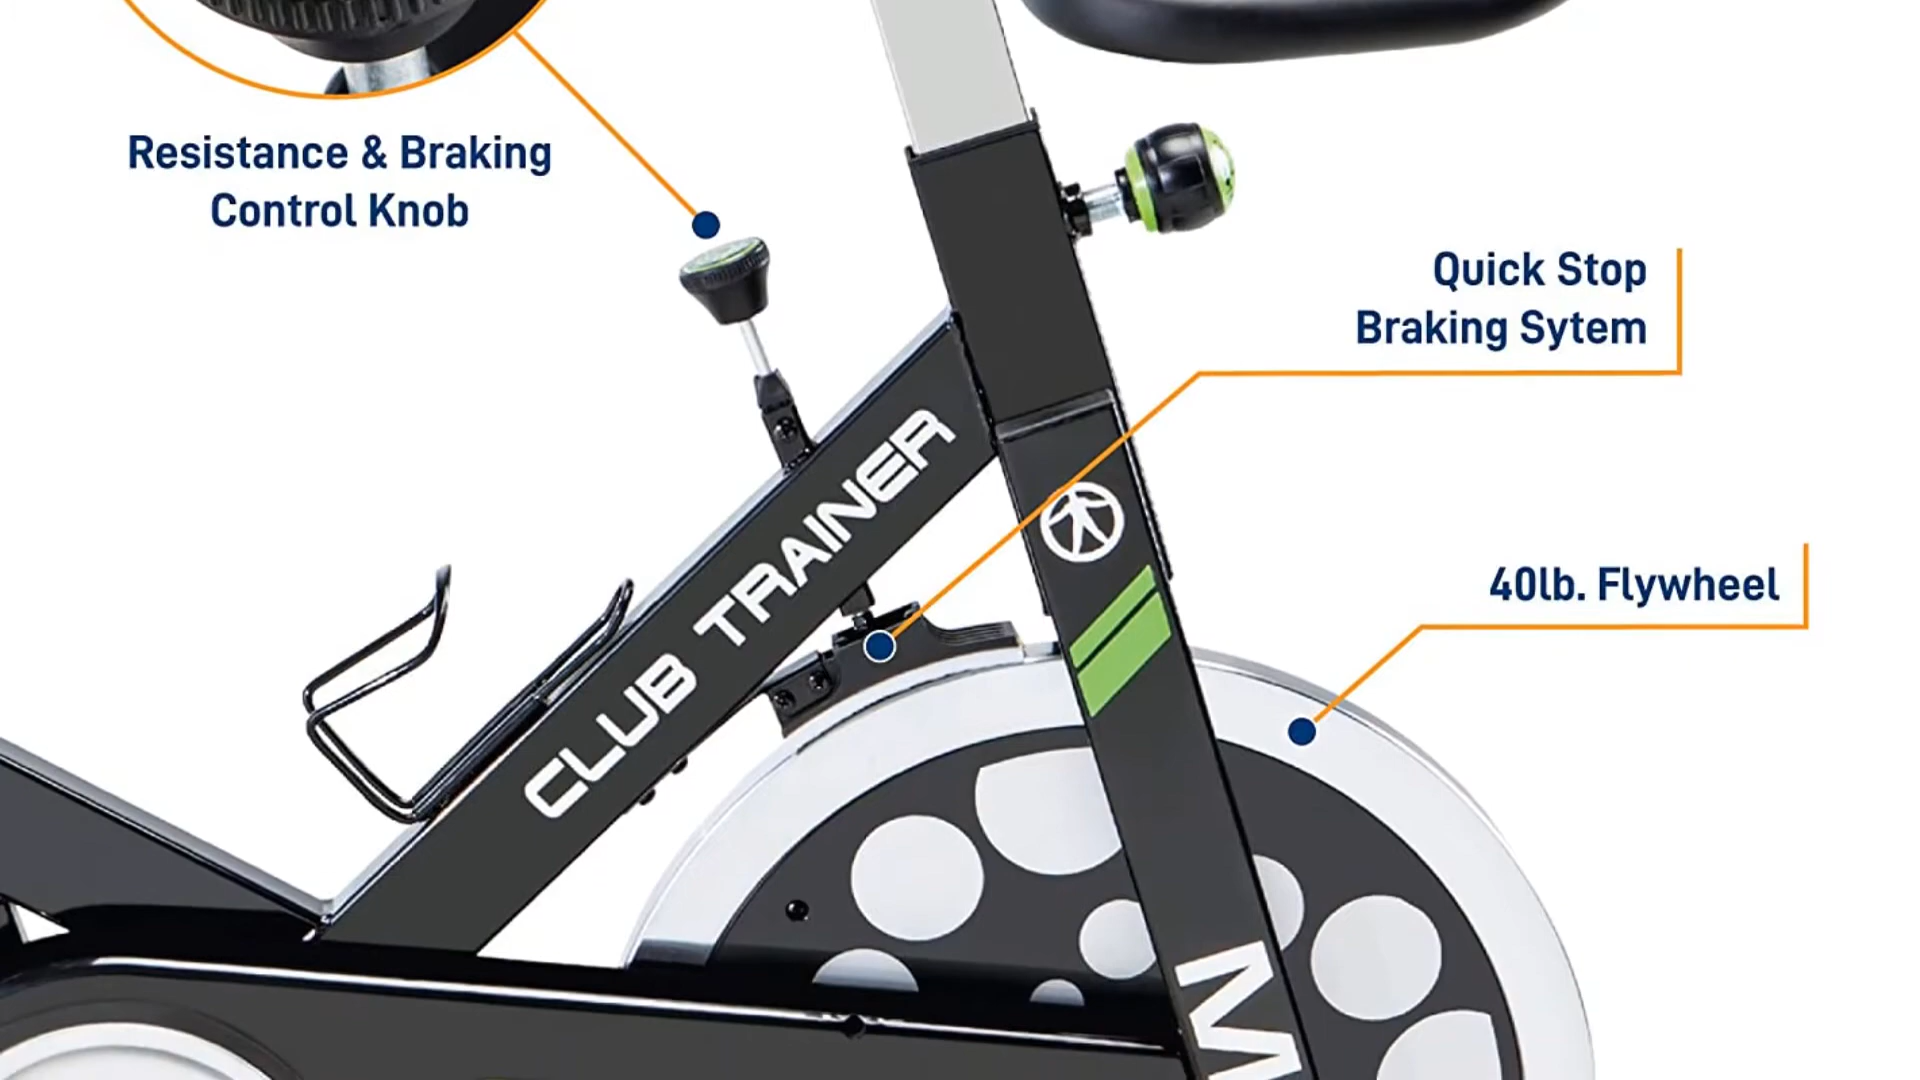 Resistance & Braking
Control Knob
Quick Stop
Braking Sytem
40lb. Flywheel
CLUB TRAINER
M